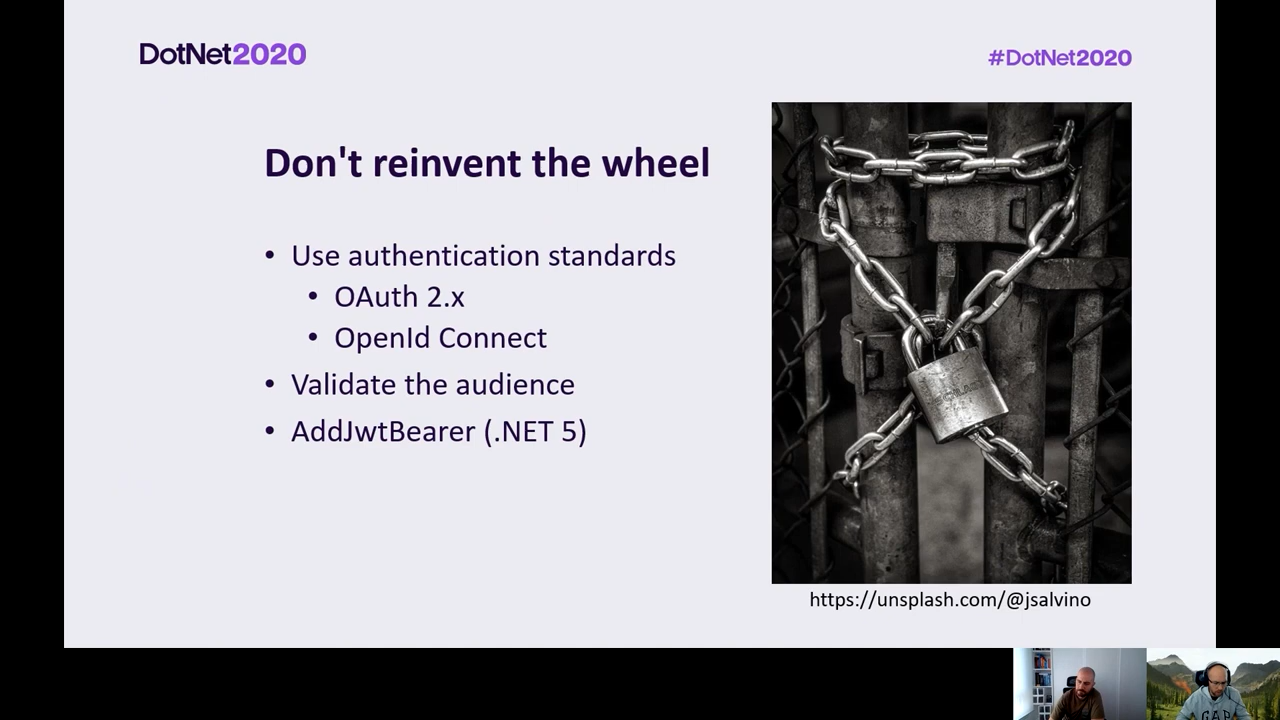 DotNet2020
#DotNet2020
Don't reinvent the wheel
• Use authentication standards
• OAuth 2.x
• OpenId Connect
• Validate the audience
• AddJwtBearer (.NET 5)
https://unsplash.com/@jsalvino
GAP